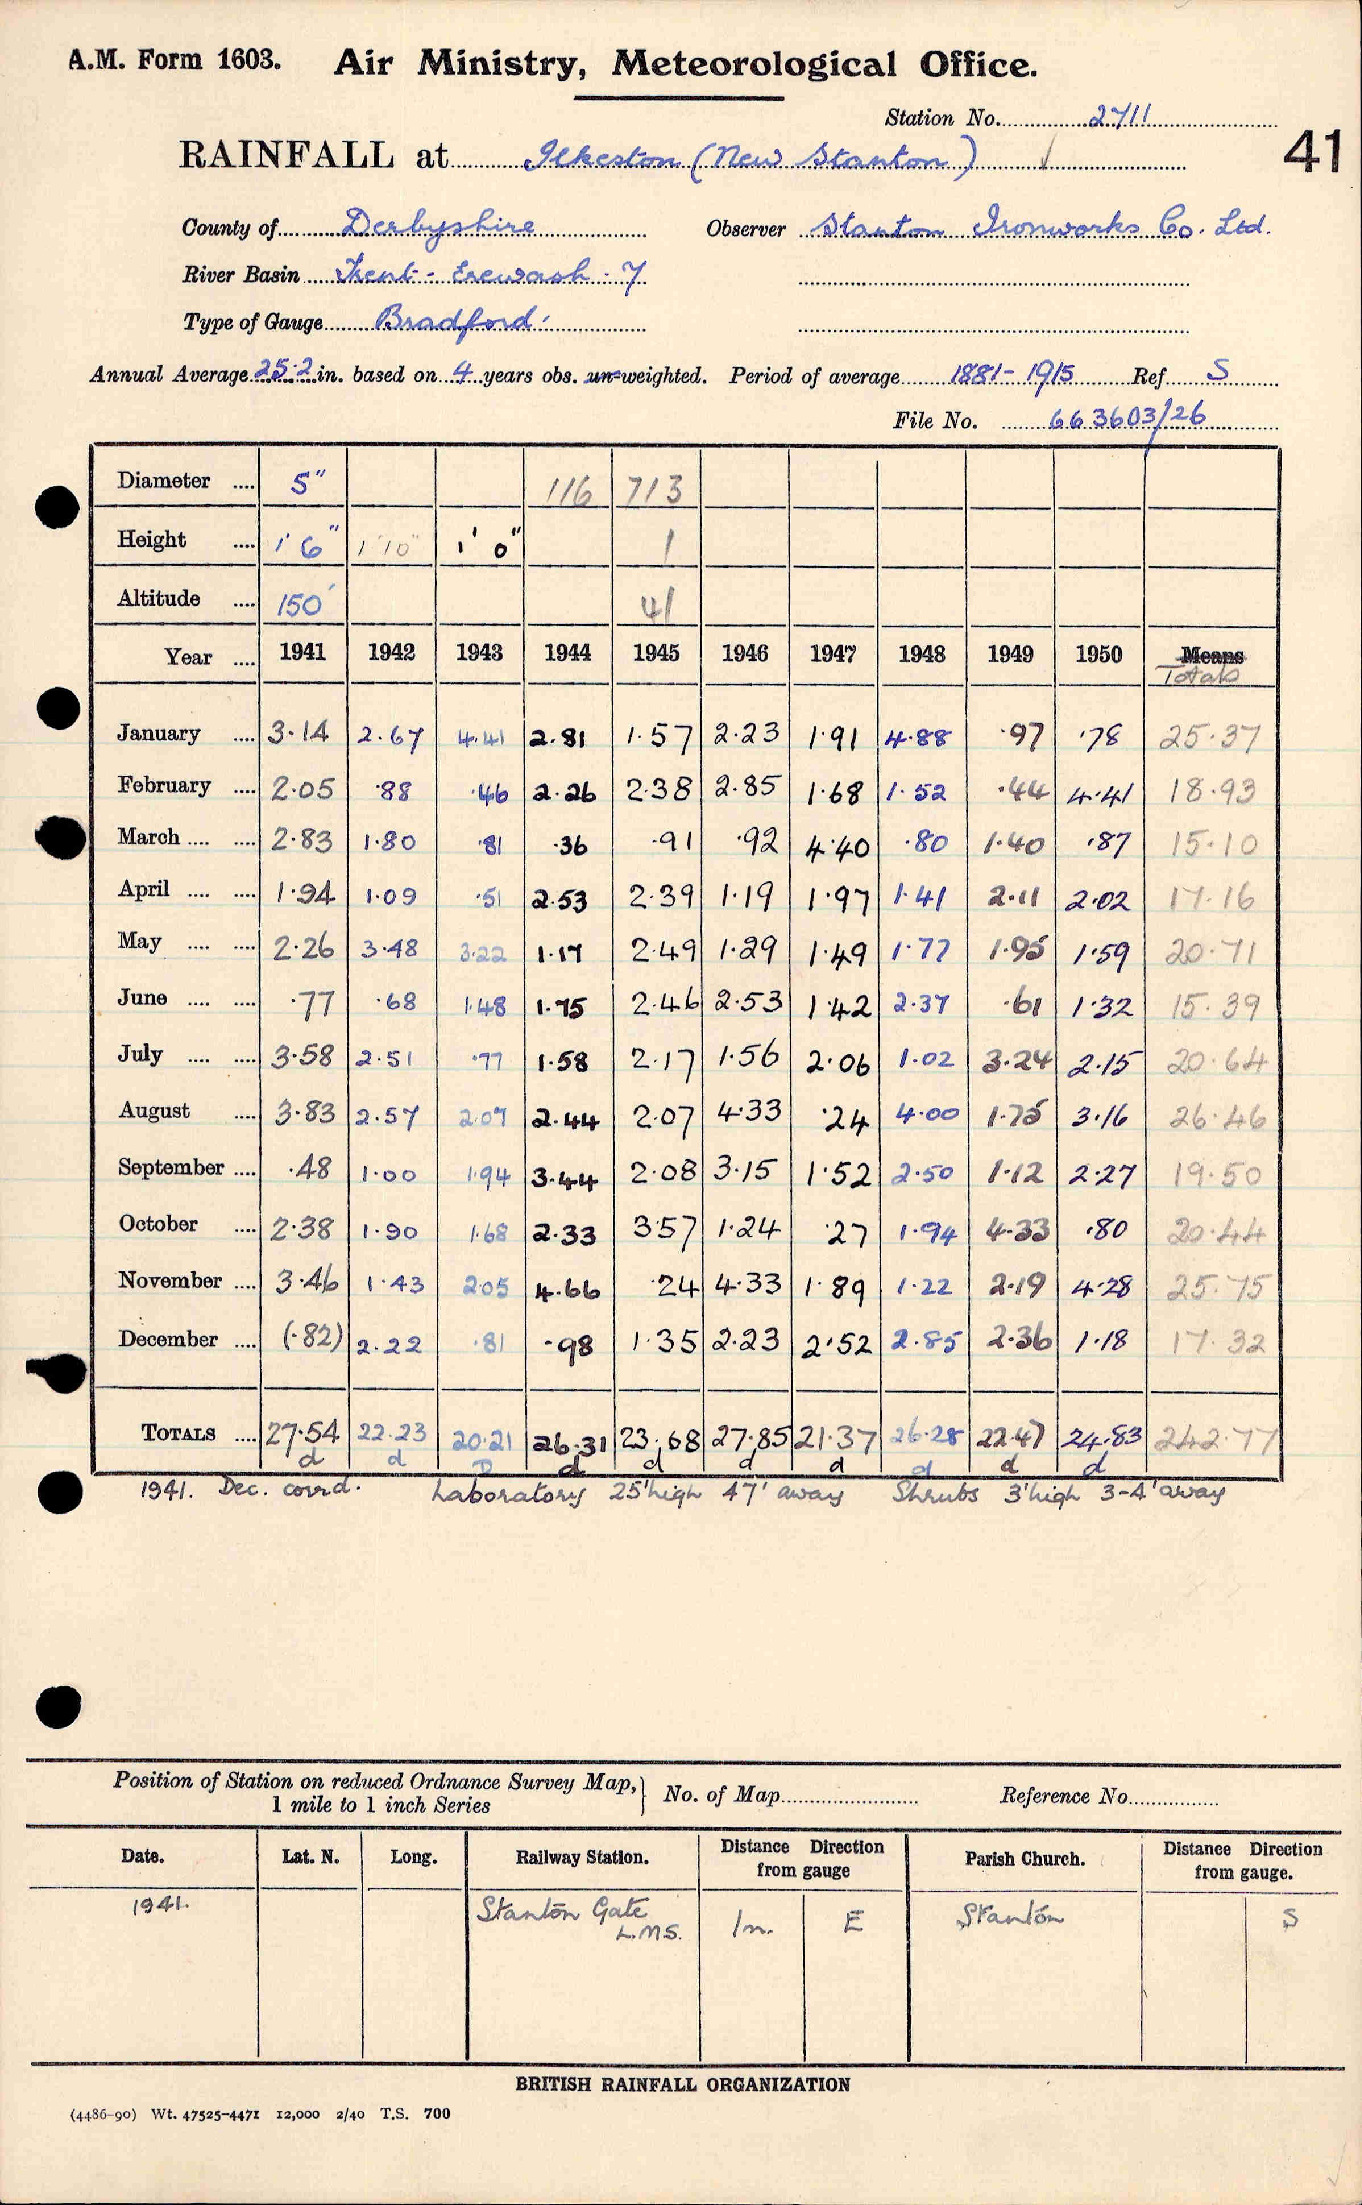 A.M. Form 1603. Air Ministry, Meteorological Office.
Station No. 2711
41
RAINFALL at Ilkeston (New Stanton)
County of Derbyshire Observer Stanton Ironworks Co. Ltd.
River Basin Trent - Erewash - 7
Type of Gauge Bradford.
Annual Average 25.2 in. based on 4 years obs. un-weighted. Period of average 1881-1915 Ref S
File No. 663603/26
Diameter .... 5" 116 713
Height .... 1' 6" 1'10" 1' 0" 1
Altitude .... 150' 41
Year .... 1941 1942 1943 1944 1945 1946 1947 1948 1949 1950 Means
Totals
January .... 3.14 2.67 4.41 2.81 1.57 2.23 1.91 4.88 .97 .78 25.37
February .... 2.05 .88 .46 2.26 2.38 2.85 1.68 1.52 .44 4.41 18.93
March .... .... 2.83 1.80 .81 .36 .91 .92 4.40 .80 1.40 .87 15.10
April .... .... 1.94 1.09 .51 2.53 2.39 1.19 1.97 1.41 2.11 2.02 17.16
May .... .... 2.26 3.48 3.22 1.17 2.49 1.29 1.49 1.77 1.95 1.59 20.71
June .... .... .77 .68 1.48 1.75 2.46 2.53 1.42 2.37 .61 1.32 15.39
July .... .... 3.58 2.51 .77 1.58 2.17 1.56 2.06 1.02 3.24 2.15 20.64
August .... 3.83 2.57 2.07 2.44 2.07 4.33 .24 4.00 1.75 3.16 26.46
September .... .48 1.00 1.94 3.44 2.08 3.15 1.52 2.50 1.12 2.27 19.50
October .... 2.38 1.90 1.68 2.33 3.57 1.24 .27 1.94 4.33 .80 20.44
November .... 3.46 1.43 2.05 4.66 .24 4.33 1.89 1.22 2.19 4.28 25.75
December .... (.82) 2.22 .81 .98 1.35 2.23 2.52 2.85 2.36 1.18 17.32
TOTALS .... 27.54 22.23 20.21 26.31 23.68 27.85 21.37 26.28 22.47 24.83 242.77
d d D d d d d d d d
1941. Dec. corrd. Laboratory 25' high 47' away Shrubs 3' high 3-4' away
Position of Station on reduced Ordnance Survey Map,
1 mile to 1 inch Series } No. of Map Reference No.
Date. Lat. N. Long. Railway Station. Distance Direction from gauge Parish Church. Distance Direction from gauge.
1941. Stanton Gate L.M.S. 1m. E Stanton S
BRITISH RAINFALL ORGANIZATION
(4486-90) Wt. 47525-4471 12,000 2/40 T.S. 700